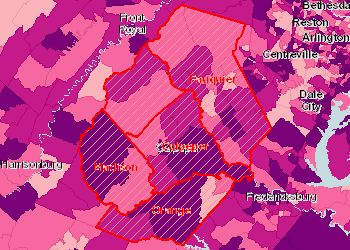 Bethesda
Front
Royal
Reston
Arlington
Centreville
Fauquier
Dale
City
Culpeper
Harrisonburg
Madison
Fredericksburg
Orange